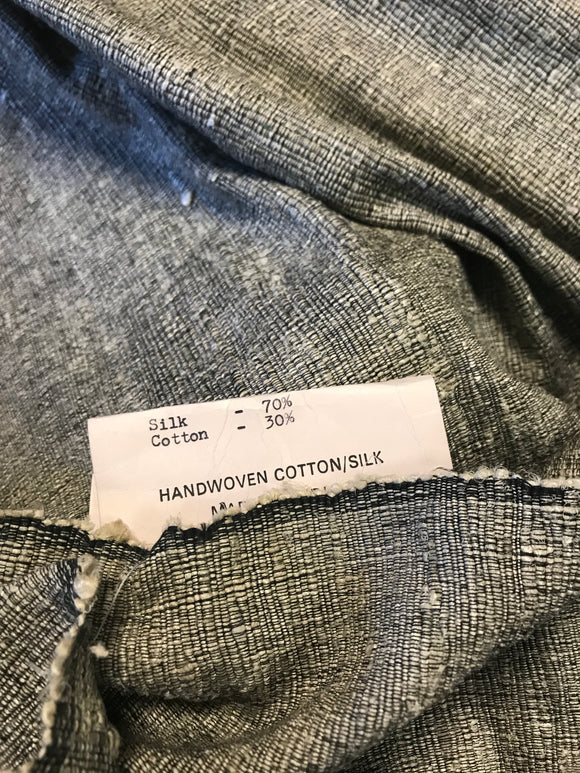 Silk - 70%
Cotton - 30%
HANDWOVEN COTTON/SILK